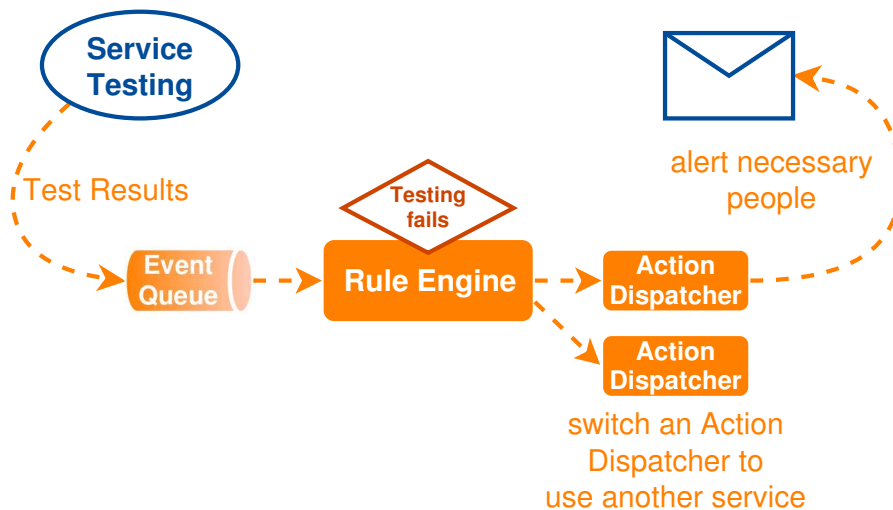 Service
Testing
Test Results
Event
Queue
Testing
fails
Rule Engine
Action
Dispatcher
alert necessary
people
Action
Dispatcher
switch an Action
Dispatcher to
use another service